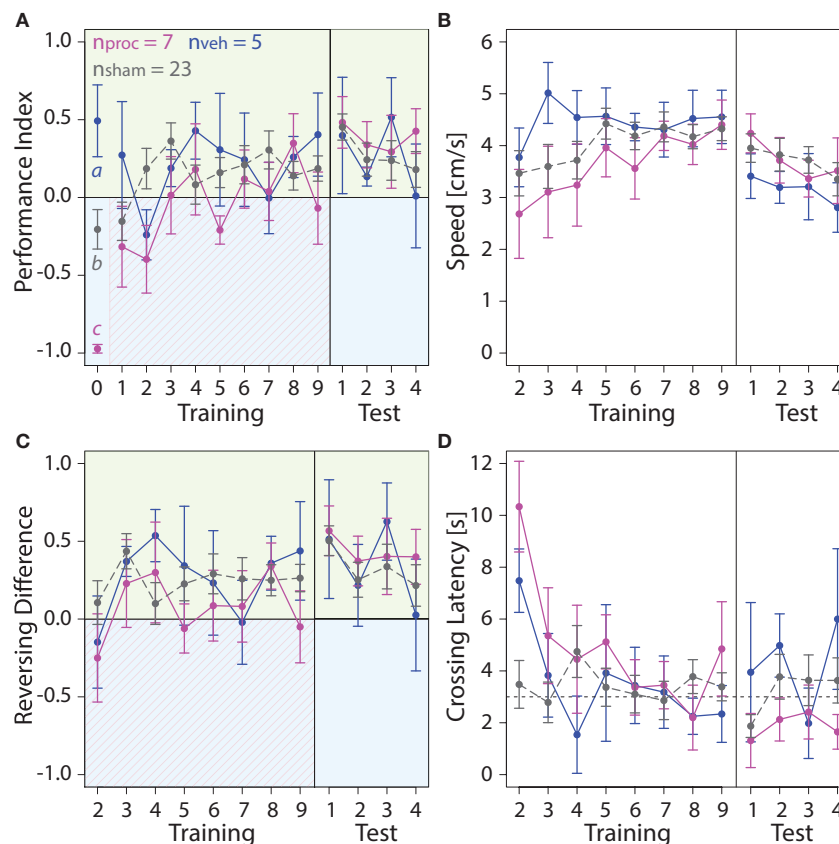 A
nproc = 7 nveh = 5
nsham = 23
a
b
c
Performance Index
1.0
0.5
0.0
-0.5
-1.0
0 1 2 3 4 5 6 7 8 9 1 2 3 4
Training Test
B
Speed [cm/s]
6
5
4
3
2
1
0
2 3 4 5 6 7 8 9 1 2 3 4
Training Test
C
Reversing Difference
1.0
0.5
0.0
-0.5
-1.0
2 3 4 5 6 7 8 9 1 2 3 4
Training Test
D
Crossing Latency [s]
12
10
8
6
4
2
0
2 3 4 5 6 7 8 9 1 2 3 4
Training Test